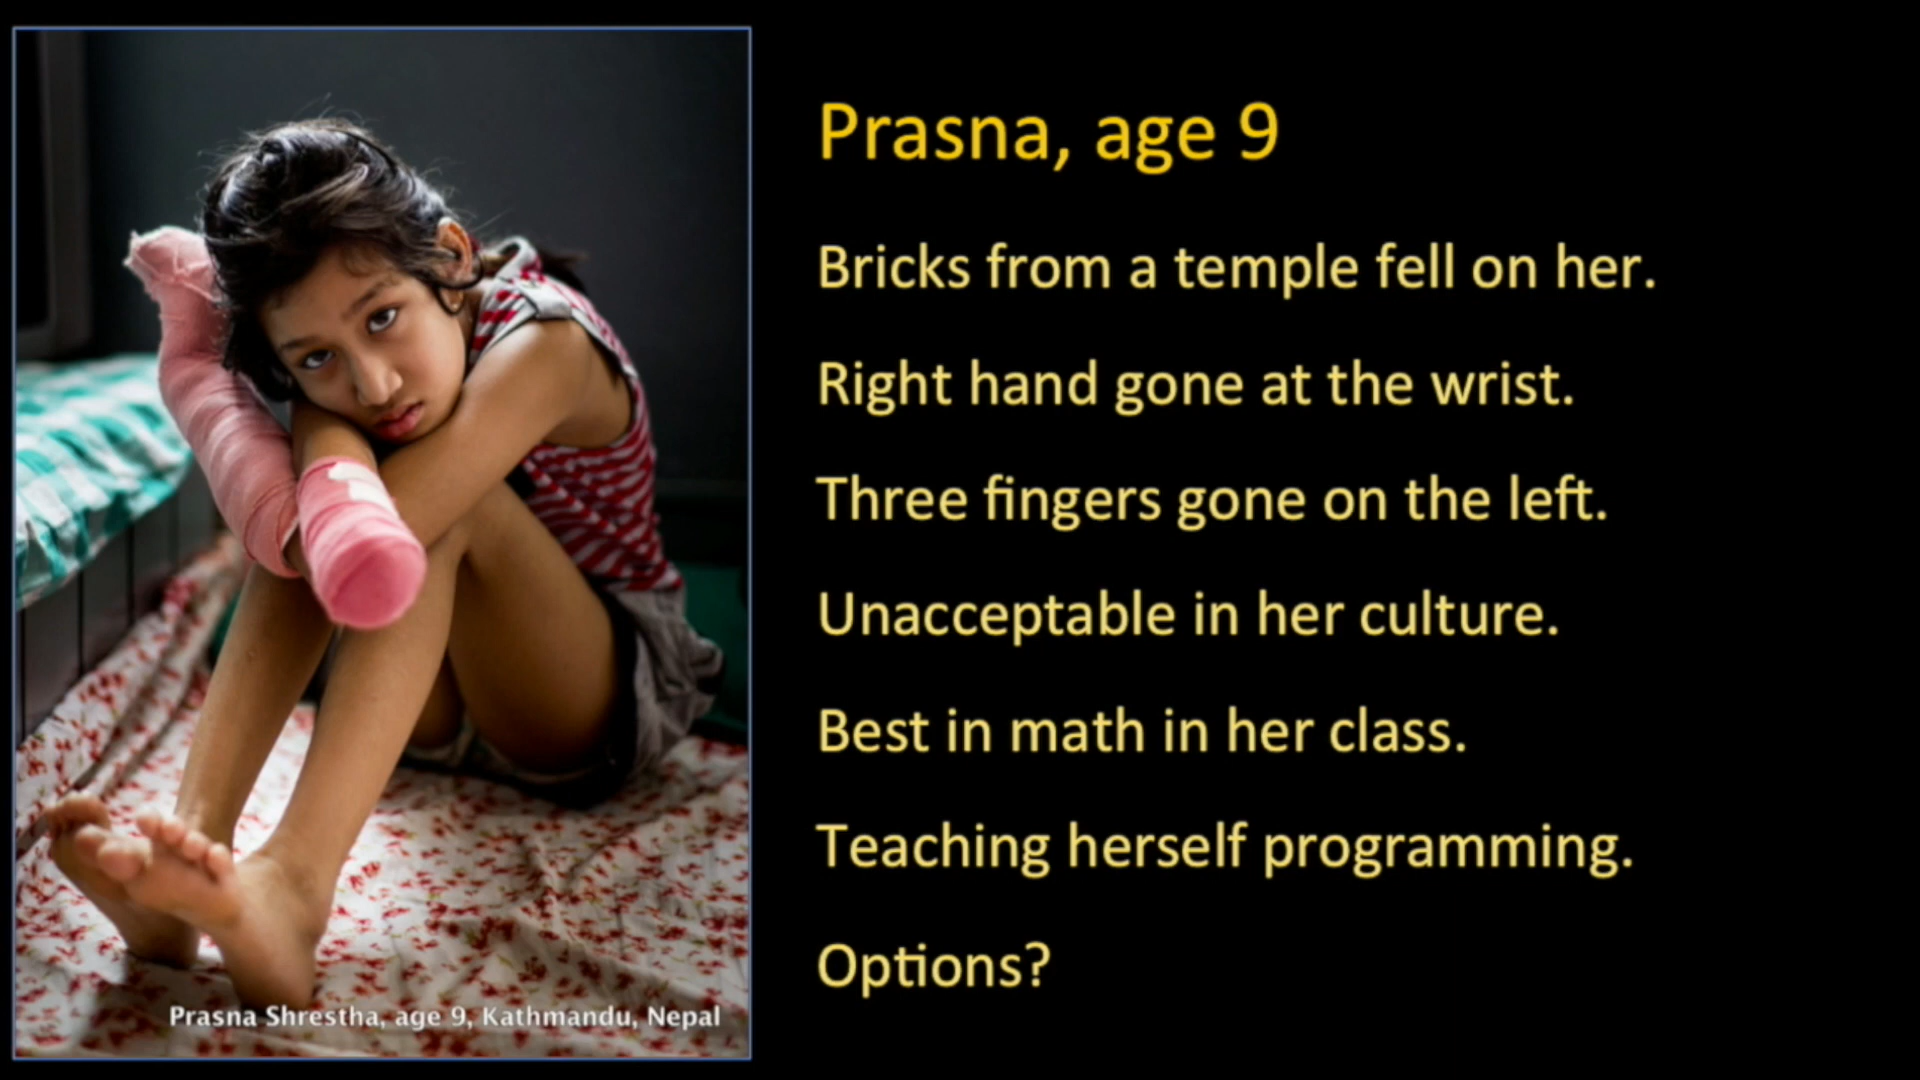 Prasna, age 9
Bricks from a temple fell on her.
Right hand gone at the wrist.
Three fingers gone on the left.
Unacceptable in her culture.
Best in math in her class.
Teaching herself programming.
Options?
Prasna Shrestha, age 9, Kathmandu, Nepal